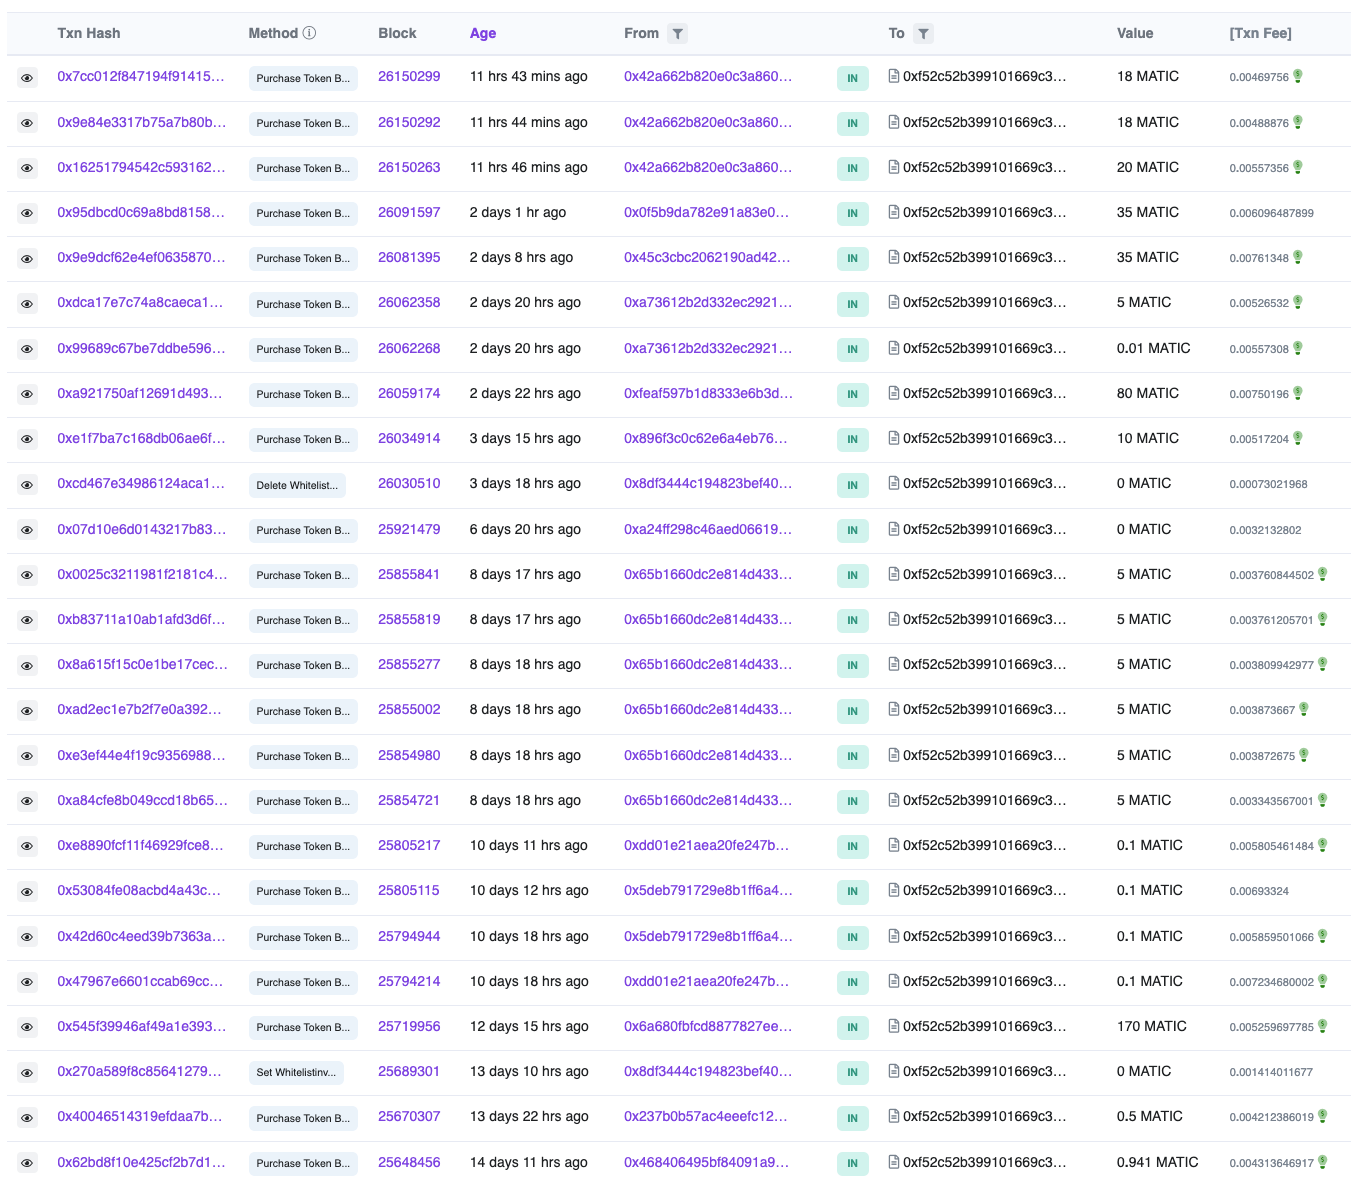 Txn Hash Method Block Age From To Value [Txn Fee]
0x7cc012f847194f91415... Purchase Token B... 26150299 11 hrs 43 mins ago 0x42a662b820e0c3a860... IN 0xf52c52b399101669c3... 18 MATIC 0.00469756
0x9e84e3317b75a7b80b... Purchase Token B... 26150292 11 hrs 44 mins ago 0x42a662b820e0c3a860... IN 0xf52c52b399101669c3... 18 MATIC 0.00488876
0x16251794542c593162... Purchase Token B... 26150263 11 hrs 46 mins ago 0x42a662b820e0c3a860... IN 0xf52c52b399101669c3... 20 MATIC 0.00557356
0x95dbcd0c69a8bd8158... Purchase Token B... 26091597 2 days 1 hr ago 0x0f5b9da782e91a83e0... IN 0xf52c52b399101669c3... 35 MATIC 0.006096487899
0x9e9dcf62e4ef0635870... Purchase Token B... 26081395 2 days 8 hrs ago 0x45c3cbc2062190ad42... IN 0xf52c52b399101669c3... 35 MATIC 0.00761348
0xdca17e7c74a8caeca1... Purchase Token B... 26062358 2 days 20 hrs ago 0xa73612b2d332ec2921... IN 0xf52c52b399101669c3... 5 MATIC 0.00526532
0x99689c67be7ddbe596... Purchase Token B... 26062268 2 days 20 hrs ago 0xa73612b2d332ec2921... IN 0xf52c52b399101669c3... 0.01 MATIC 0.00557308
0xa921750af12691d493... Purchase Token B... 26059174 2 days 22 hrs ago 0xfeaf597b1d8333e6b3d... IN 0xf52c52b399101669c3... 80 MATIC 0.00750196
0xe1f7ba7c168db06ae6f... Purchase Token B... 26034914 3 days 15 hrs ago 0x896f3c0c62e6a4eb76... IN 0xf52c52b399101669c3... 10 MATIC 0.00517204
0xcd467e34986124aca1... Delete Whitelist... 26030510 3 days 18 hrs ago 0x8df3444c194823bef40... IN 0xf52c52b399101669c3... 0 MATIC 0.00073021968
0x07d10e6d0143217b83... Purchase Token B... 25921479 6 days 20 hrs ago 0xa24ff298c46aed06619... IN 0xf52c52b399101669c3... 0 MATIC 0.0032132802
0x0025c3211981f2181c4... Purchase Token B... 25855841 8 days 17 hrs ago 0x65b1660dc2e814d433... IN 0xf52c52b399101669c3... 5 MATIC 0.003760844502
0xb83711a10ab1afd3d6f... Purchase Token B... 25855819 8 days 17 hrs ago 0x65b1660dc2e814d433... IN 0xf52c52b399101669c3... 5 MATIC 0.003761205701
0x8a615f15c0e1be17cec... Purchase Token B... 25855277 8 days 18 hrs ago 0x65b1660dc2e814d433... IN 0xf52c52b399101669c3... 5 MATIC 0.003809942977
0xad2ec1e7b2f7e0a392... Purchase Token B... 25855002 8 days 18 hrs ago 0x65b1660dc2e814d433... IN 0xf52c52b399101669c3... 5 MATIC 0.003873667
0xe3ef44e4f19c9356988... Purchase Token B... 25854980 8 days 18 hrs ago 0x65b1660dc2e814d433... IN 0xf52c52b399101669c3... 5 MATIC 0.003872675
0xa84cfe8b049ccd18b65... Purchase Token B... 25854721 8 days 18 hrs ago 0x65b1660dc2e814d433... IN 0xf52c52b399101669c3... 5 MATIC 0.003343567001
0xe8890fcf11f46929fce8... Purchase Token B... 25805217 10 days 11 hrs ago 0xdd01e21aea20fe247b... IN 0xf52c52b399101669c3... 0.1 MATIC 0.005805461484
0x53084fe08acbd4a43c... Purchase Token B... 25805115 10 days 12 hrs ago 0x5deb791729e8b1ff6a4... IN 0xf52c52b399101669c3... 0.1 MATIC 0.00693324
0x42d60c4eed39b7363a... Purchase Token B... 25794944 10 days 18 hrs ago 0x5deb791729e8b1ff6a4... IN 0xf52c52b399101669c3... 0.1 MATIC 0.005859501066
0x47967e6601ccab69cc... Purchase Token B... 25794214 10 days 18 hrs ago 0xdd01e21aea20fe247b... IN 0xf52c52b399101669c3... 0.1 MATIC 0.007234680002
0x545f39946af49a1e393... Purchase Token B... 25719956 12 days 15 hrs ago 0x6a680fbfcd8877827ee... IN 0xf52c52b399101669c3... 170 MATIC 0.005259697785
0x270a589f8c85641279... Set Whitelistinv... 25689301 13 days 10 hrs ago 0x8df3444c194823bef40... IN 0xf52c52b399101669c3... 0 MATIC 0.001414011677
0x40046514319efdaa7b... Purchase Token B... 25670307 13 days 22 hrs ago 0x237b0b57ac4eeefc12... IN 0xf52c52b399101669c3... 0.5 MATIC 0.004212386019
0x62bd8f10e425cf2b7d1... Purchase Token B... 25648456 14 days 11 hrs ago 0x468406495bf84091a9... IN 0xf52c52b399101669c3... 0.941 MATIC 0.004313646917